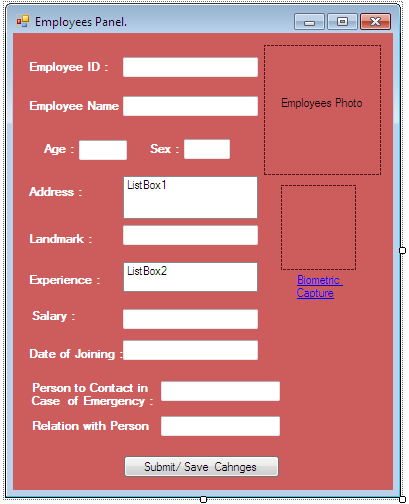 Employees Panel.
Employee ID :
Employee Name
Employees Photo
Age :
Sex :
Address :
ListBox1
Landmark :
Experience :
ListBox2
Biometric
Capture
Salary :
Date of Joining :
Person to Contact in
Case of Emergency :
Relation with Person
Submit/ Save Cahnges